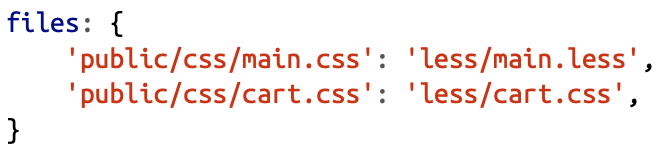 files: {
    'public/css/main.css': 'less/main.less',
    'public/css/cart.css': 'less/cart.css',
}